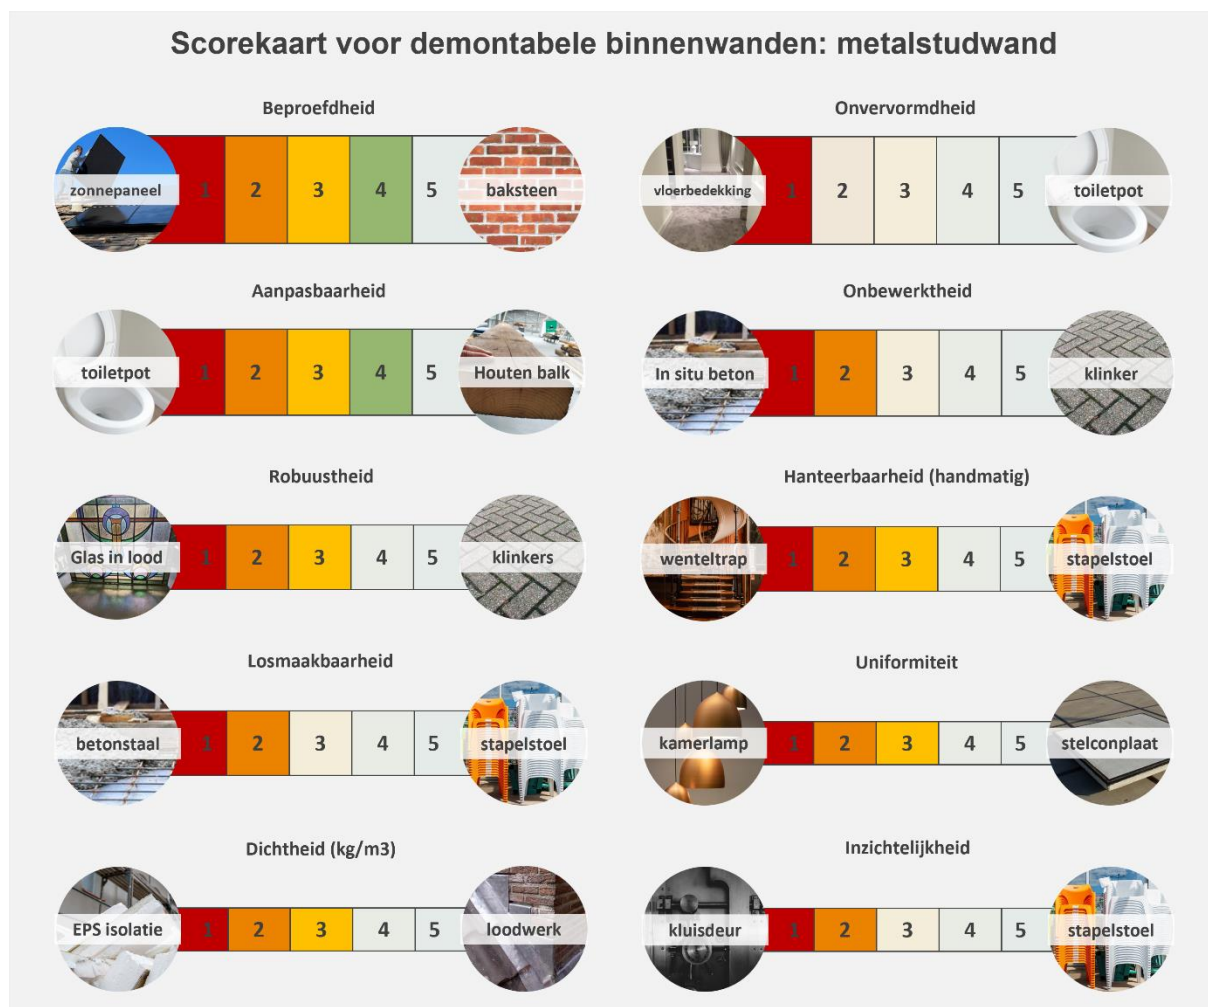 Scorekaart voor demontabele binnenwanden: metalstudwand
Beproefdheid
zonnepaneel 1 2 3 4 5 baksteen
Onvervormdheid
vloerbedekking 1 2 3 4 5 toiletpot
Aanpasbaarheid
toiletpot 1 2 3 4 5 Houten balk
Onbewerktheid
In situ beton 1 2 3 4 5 klinker
Robuustheid
Glas in lood 1 2 3 4 5 klinkers
Hanteerbaarheid (handmatig)
wenteltrap 1 2 3 4 5 stapelstoel
Losmaakbaarheid
betonstaal 1 2 3 4 5 stapelstoel
Uniformiteit
kamerlamp 1 2 3 4 5 stelconplaat
Dichtheid (kg/m3)
EPS isolatie 1 2 3 4 5 loodwerk
Inzichtelijkheid
kluisdeur 1 2 3 4 5 stapelstoel